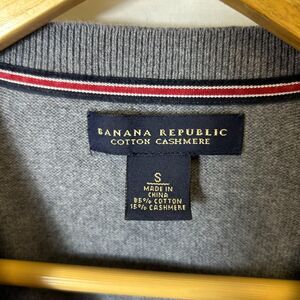 BANANA REPUBLIC
COTTON CASHMERE
S
MADE IN
CHINA
85% COTTON
15% CASHMERE